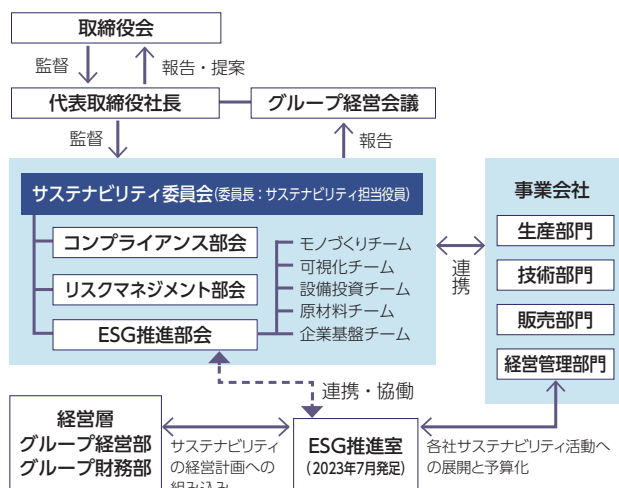 取締役会
監督
報告・提案
代表取締役社長
グループ経営会議
監督
報告
サステナビリティ委員会(委員長：サステナビリティ担当役員)
コンプライアンス部会
リスクマネジメント部会
ESG推進部会
モノづくりチーム
可視化チーム
設備投資チーム
原材料チーム
企業基盤チーム
連携
事業会社
生産部門
技術部門
販売部門
経営管理部門
連携・協働
経営層
グループ経営部
グループ財務部
サステナビリティ
の経営計画への
組み込み
ESG推進室
(2023年7月発足)
各社サステナビリティ活動へ
の展開と予算化